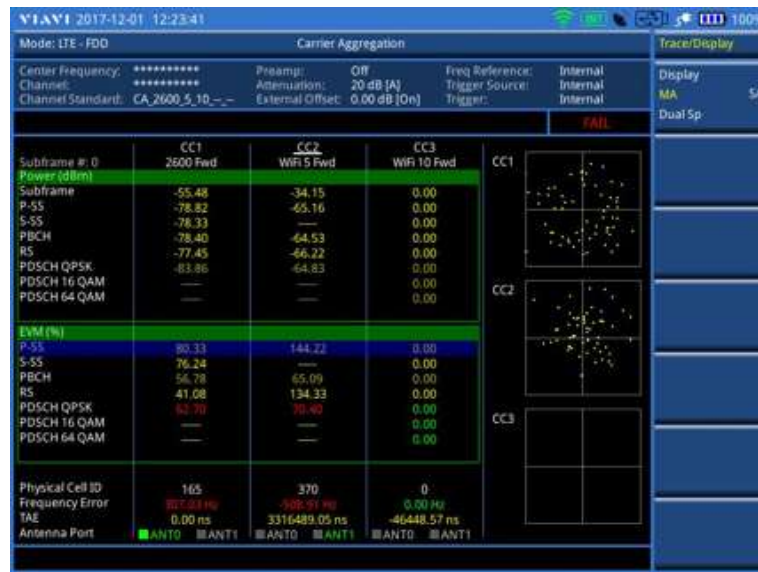 VIAVI 2017-12-01 12:23:41 INT 100%
Mode: LTE - FDD Carrier Aggregation Trace/Display
Center Frequency: ********** Preamp: Off Freq Reference: Internal
Channel: ********** Attenuation: 20 dB [A] Trigger Source: Internal
Channel Standard: CA_2600_5_10_--_-- External Offset: 0.00 dB [On] Trigger: Internal
Display
MA
Dual Sp
FAIL
CC1 CC2 CC3
Subframe #: 0 2600 Fwd WiFi 5 Fwd WiFi 10 Fwd CC1
Power (dBm)
Subframe -55.48 -34.15 0.00
P-SS -78.82 -65.16 0.00
S-SS -78.33 ---- 0.00
PBCH -78.40 -64.53 0.00
RS -77.45 -66.22 0.00
PDSCH QPSK -83.86 -64.83 0.00
PDSCH 16 QAM ---- ---- 0.00
PDSCH 64 QAM ---- ---- 0.00
CC2
EVM (%)
P-SS 80.33 144.22 0.00
S-SS 76.24 ---- 0.00
PBCH 56.78 65.09 0.00
RS 41.08 134.33 0.00
PDSCH QPSK 62.70 70.40 0.00
PDSCH 16 QAM ---- ---- 0.00
PDSCH 64 QAM ---- ---- 0.00
CC3
Physical Cell ID 165 370 0
Frequency Error Hz Hz 0.00 Hz
TAE 0.00 ns 3316489.05 ns -46448.57 ns
Antenna Port ANT0 ANT1 ANT0 ANT1 ANT0 ANT1